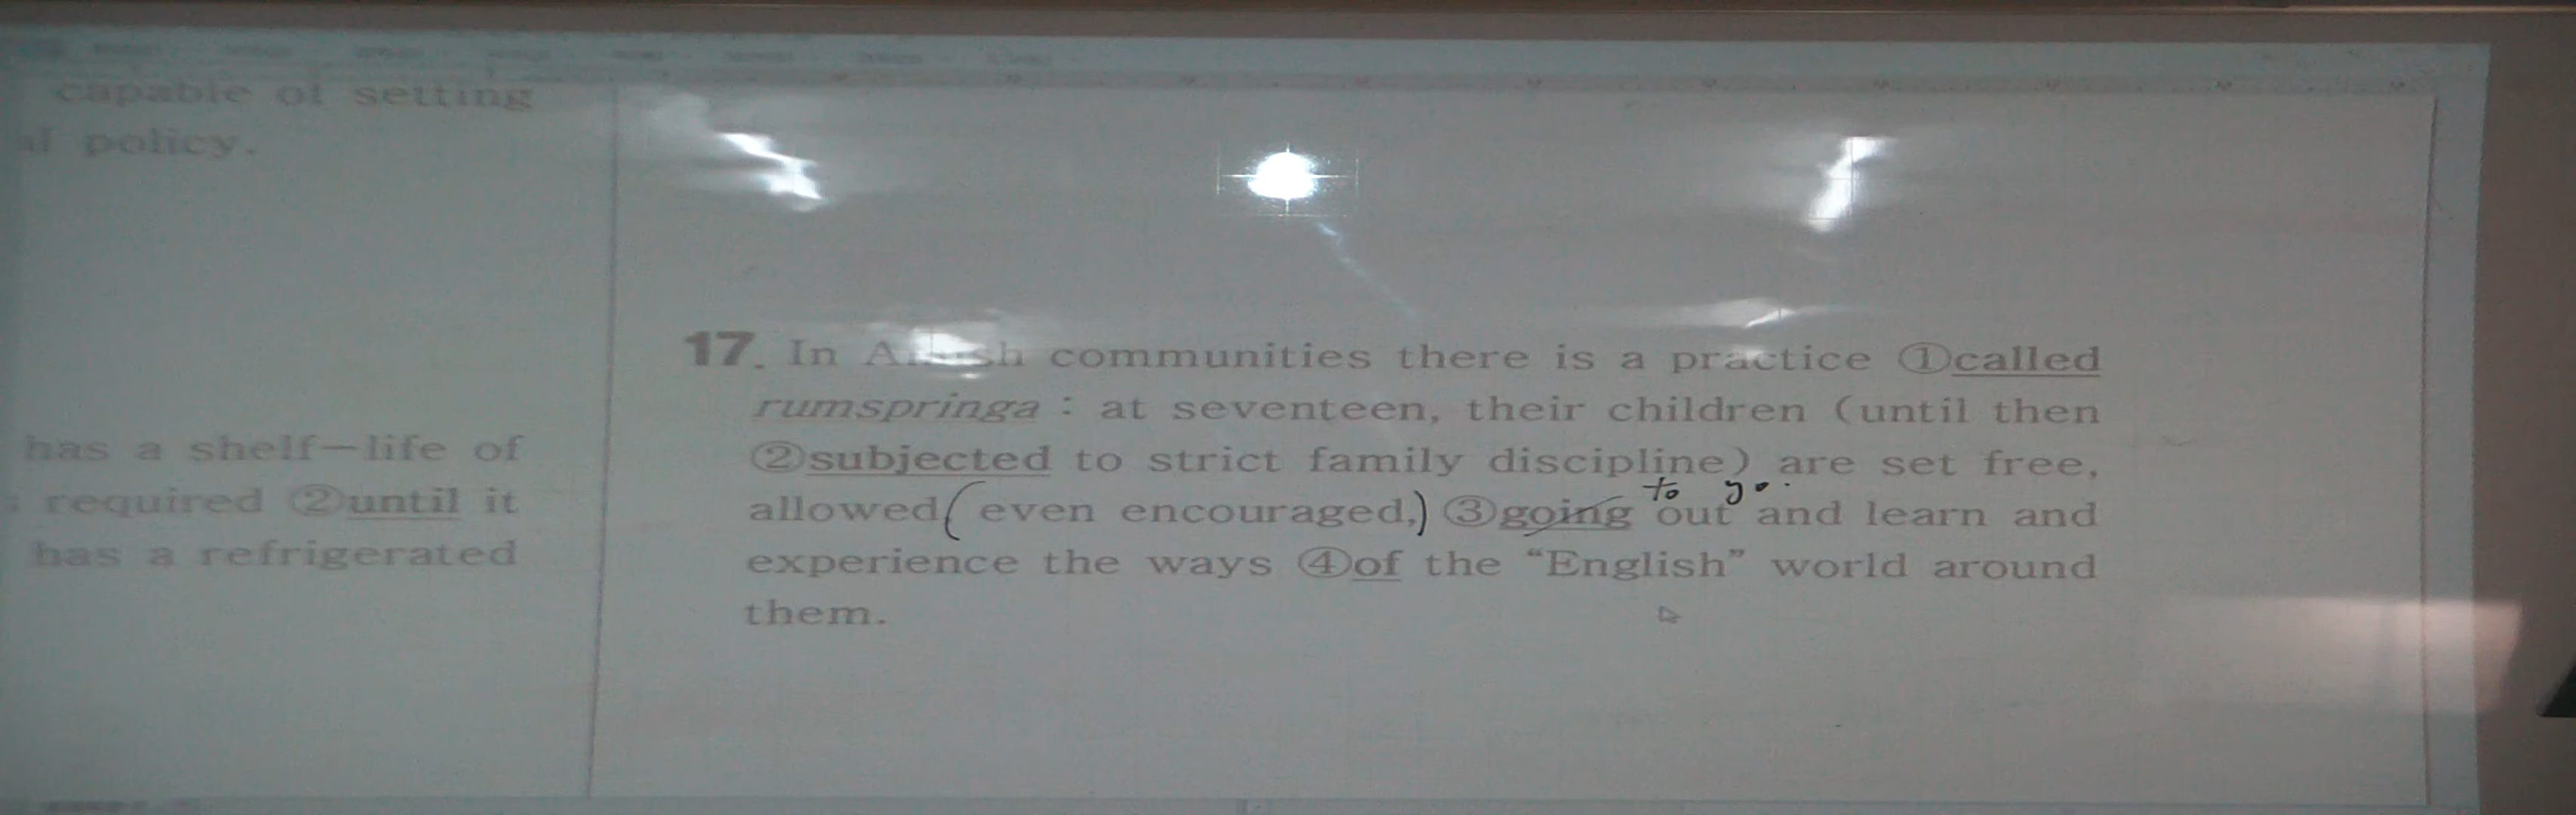 capable of setting
policy.
has a shelf-life of
required ②until it
has a refrigerated
17. In communities there is a practice ①called
rumspringa : at seventeen, their children (until then
②subjected to strict family discipline) are set free,
to go.
allowed (even encouraged,) ③going out and learn and
experience the ways ④of the “English” world around
them.